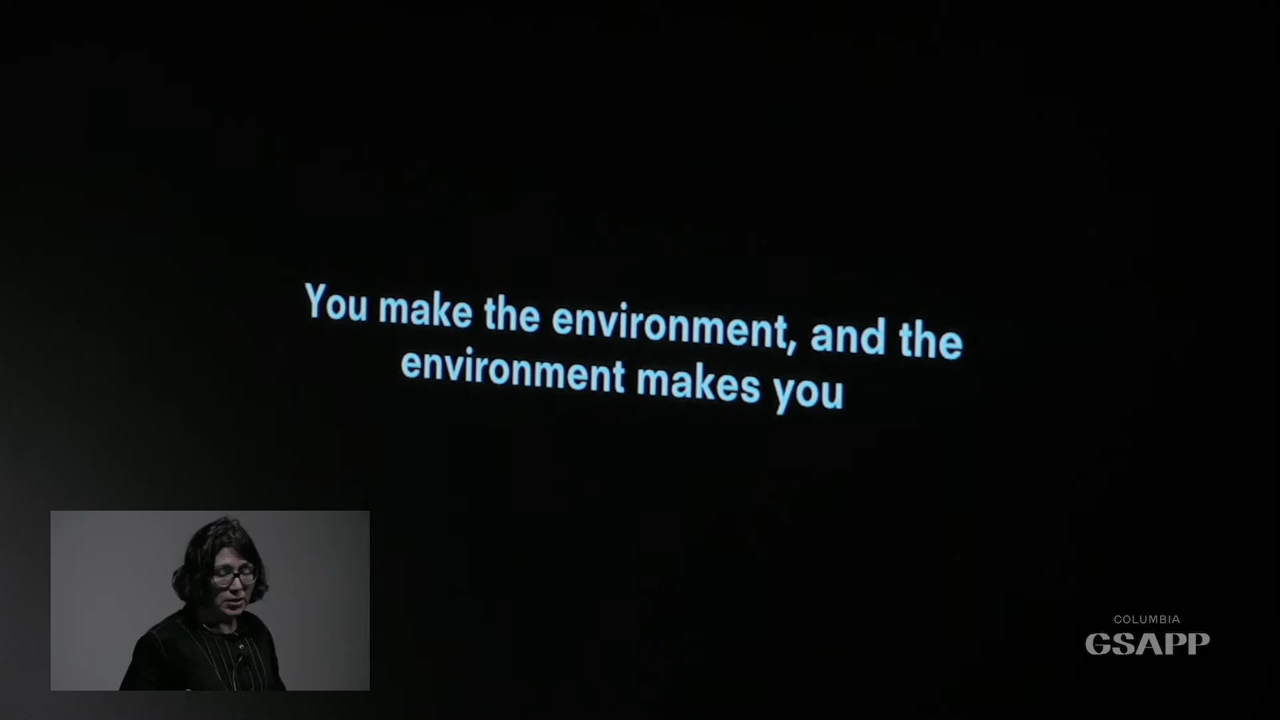 You make the environment, and the
environment makes you
COLUMBIA
GSAPP